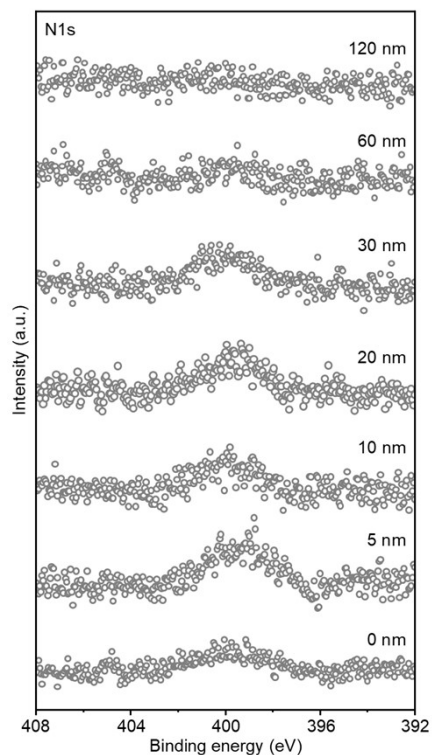 N1s
120 nm
60 nm
30 nm
20 nm
10 nm
5 nm
0 nm
Intensity (a.u.)
408 404 400 396 392
Binding energy (eV)